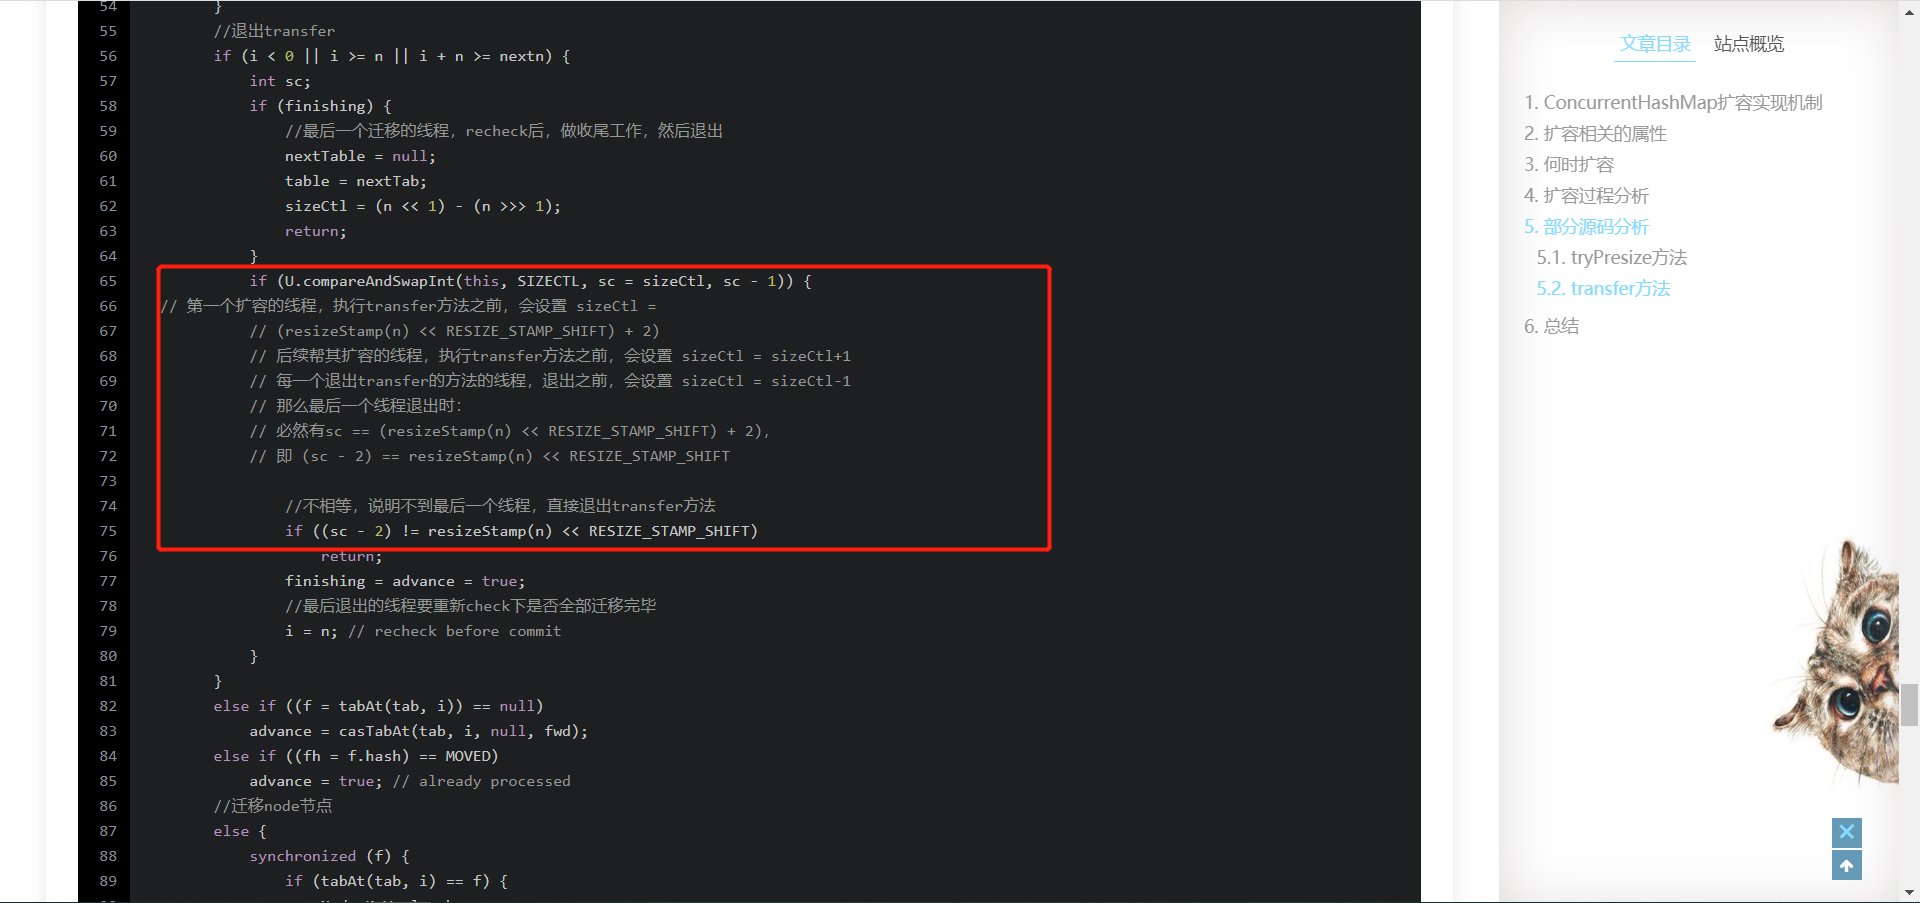 54 }
55 //退出transfer
56 if (i < 0 || i >= n || i + n >= nextn) {
57 int sc;
58 if (finishing) {
59 //最后一个迁移的线程，recheck后，做收尾工作，然后退出
60 nextTable = null;
61 table = nextTab;
62 sizeCtl = (n << 1) - (n >>> 1);
63 return;
64 }
65 if (U.compareAndSwapInt(this, SIZECTL, sc = sizeCtl, sc - 1)) {
66 // 第一个扩容的线程，执行transfer方法之前，会设置 sizeCtl =
67 // (resizeStamp(n) << RESIZE_STAMP_SHIFT) + 2)
68 // 后续帮其扩容的线程，执行transfer方法之前，会设置 sizeCtl = sizeCtl+1
69 // 每一个退出transfer的方法的线程，退出之前，会设置 sizeCtl = sizeCtl-1
70 // 那么最后一个线程退出时：
71 // 必然有sc == (resizeStamp(n) << RESIZE_STAMP_SHIFT) + 2)，
72 // 即 (sc - 2) == resizeStamp(n) << RESIZE_STAMP_SHIFT
73
74 //不相等，说明不到最后一个线程，直接退出transfer方法
75 if ((sc - 2) != resizeStamp(n) << RESIZE_STAMP_SHIFT)
76 return;
77 finishing = advance = true;
78 //最后退出的线程要重新check下是否全部迁移完毕
79 i = n; // recheck before commit
80 }
81 }
82 else if ((f = tabAt(tab, i)) == null)
83 advance = casTabAt(tab, i, null, fwd);
84 else if ((fh = f.hash) == MOVED)
85 advance = true; // already processed
86 //迁移node节点
87 else {
88 synchronized (f) {
89 if (tabAt(tab, i) == f) {
文章目录 站点概览
1. ConcurrentHashMap扩容实现机制
2. 扩容相关的属性
3. 何时扩容
4. 扩容过程分析
5. 部分源码分析
5.1. tryPresize方法
5.2. transfer方法
6. 总结